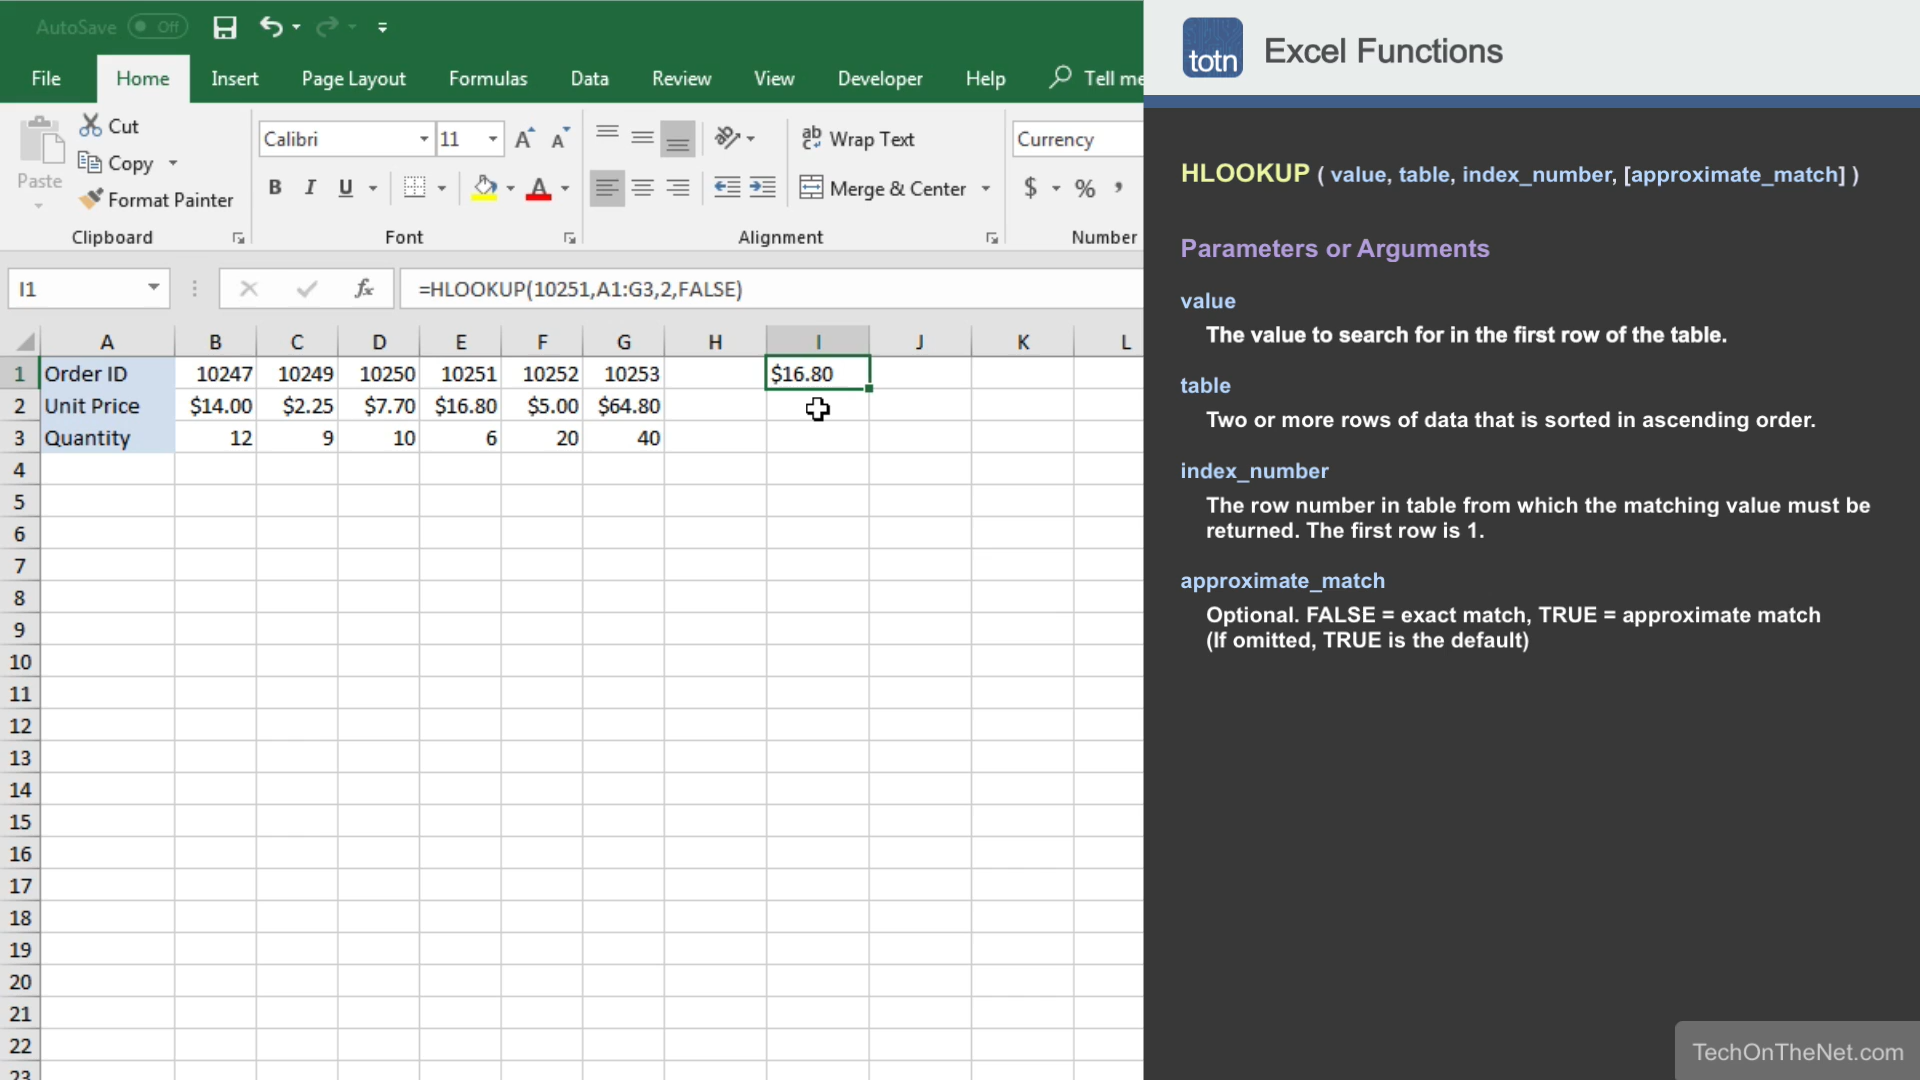 AutoSave Off
File Home Insert Page Layout Formulas Data Review View Developer Help Tell me
Paste
Cut
Copy
Format Painter
Clipboard
Calibri 11
B I U
Font
Wrap Text
Merge & Center
Alignment
Currency
$ % ,
Number
I1 fx =HLOOKUP(10251,A1:G3,2,FALSE)
A B C D E F G H I J K L
1 Order ID 10247 10249 10250 10251 10252 10253 $16.80
2 Unit Price $14.00 $2.25 $7.70 $16.80 $5.00 $64.80
3 Quantity 12 9 10 6 20 40
4
5
6
7
8
9
10
11
12
13
14
15
16
17
18
19
20
21
22
23
totn Excel Functions
HLOOKUP ( value, table, index_number, [approximate_match] )
Parameters or Arguments
value
The value to search for in the first row of the table.
table
Two or more rows of data that is sorted in ascending order.
index_number
The row number in table from which the matching value must be
returned. The first row is 1.
approximate_match
Optional. FALSE = exact match, TRUE = approximate match
(If omitted, TRUE is the default)
TechOnTheNet.com